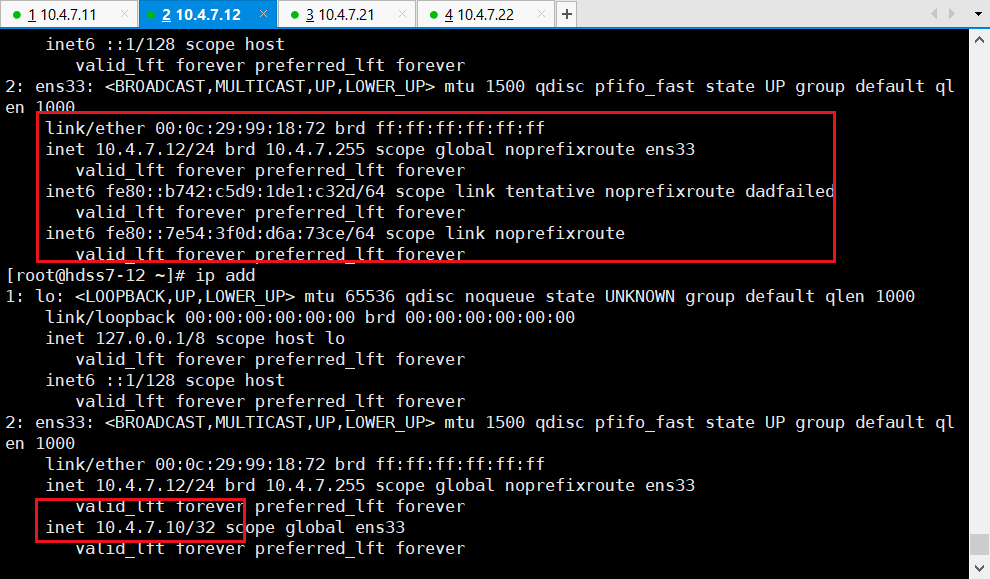 1 10.4.7.11 × 2 10.4.7.12 × 3 10.4.7.21 × 4 10.4.7.22 × +
inet6 ::1/128 scope host
valid_lft forever preferred_lft forever
2: ens33: <BROADCAST,MULTICAST,UP,LOWER_UP> mtu 1500 qdisc pfifo_fast state UP group default ql
en 1000
link/ether 00:0c:29:99:18:72 brd ff:ff:ff:ff:ff:ff
inet 10.4.7.12/24 brd 10.4.7.255 scope global noprefixroute ens33
valid_lft forever preferred_lft forever
inet6 fe80::b742:c5d9:1de1:c32d/64 scope link tentative noprefixroute dadfailed
valid_lft forever preferred_lft forever
inet6 fe80::7e54:3f0d:d6a:73ce/64 scope link noprefixroute
valid_lft forever preferred_lft forever
[root@hdss7-12 ~]# ip add
1: lo: <LOOPBACK,UP,LOWER_UP> mtu 65536 qdisc noqueue state UNKNOWN group default qlen 1000
link/loopback 00:00:00:00:00:00 brd 00:00:00:00:00:00
inet 127.0.0.1/8 scope host lo
valid_lft forever preferred_lft forever
inet6 ::1/128 scope host
valid_lft forever preferred_lft forever
2: ens33: <BROADCAST,MULTICAST,UP,LOWER_UP> mtu 1500 qdisc pfifo_fast state UP group default ql
en 1000
link/ether 00:0c:29:99:18:72 brd ff:ff:ff:ff:ff:ff
inet 10.4.7.12/24 brd 10.4.7.255 scope global noprefixroute ens33
valid_lft forever preferred_lft forever
inet 10.4.7.10/32 scope global ens33
valid_lft forever preferred_lft forever